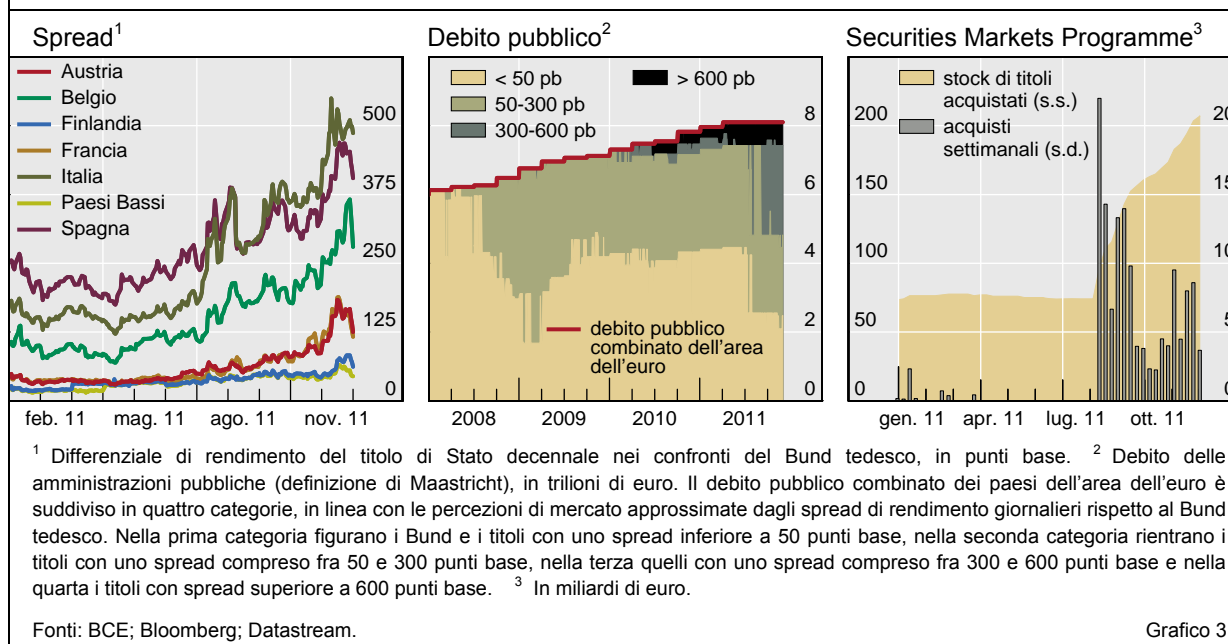 Spread¹
Debito pubblico²
Securities Markets Programme³
Austria
Belgio
Finlandia
Francia
Italia
Paesi Bassi
Spagna
500
375
250
125
0
feb. 11 mag. 11 ago. 11 nov. 11
< 50 pb
50-300 pb
300-600 pb
> 600 pb
debito pubblico
combinato dell'area
dell'euro
8
6
4
2
0
2008 2009 2010 2011
stock di titoli
acquistati (s.s.)
acquisti
settimanali (s.d.)
200
150
100
50
0
gen. 11 apr. 11 lug. 11 ott. 11
¹ Differenziale di rendimento del titolo di Stato decennale nei confronti del Bund tedesco, in punti base. ² Debito delle
amministrazioni pubbliche (definizione di Maastricht), in trilioni di euro. Il debito pubblico combinato dei paesi dell'area dell'euro è
suddiviso in quattro categorie, in linea con le percezioni di mercato approssimate dagli spread di rendimento giornalieri rispetto al Bund
tedesco. Nella prima categoria figurano i Bund e i titoli con uno spread inferiore a 50 punti base, nella seconda categoria rientrano i
titoli con uno spread compreso fra 50 e 300 punti base, nella terza quelli con uno spread compreso fra 300 e 600 punti base e nella
quarta i titoli con spread superiore a 600 punti base. ³ In miliardi di euro.
Fonti: BCE; Bloomberg; Datastream. Grafico 3